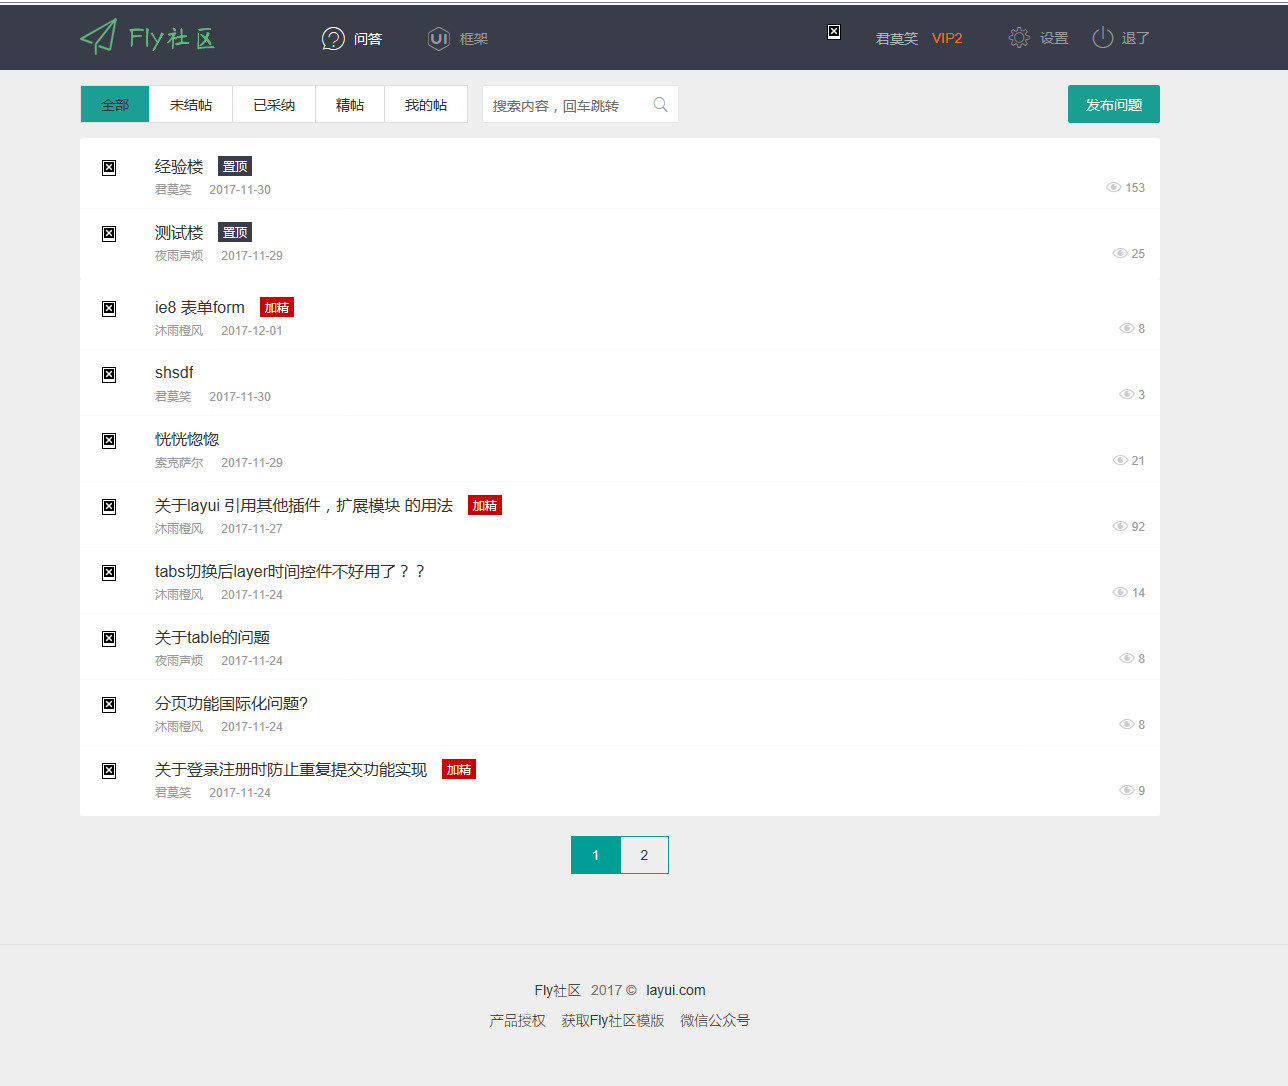 Fly社区 问答 UI 框架 君莫笑 VIP2 设置 退了
全部 未结帖 已采纳 精帖 我的帖 搜索内容，回车跳转 发布问题
经验楼 置顶
君莫笑 2017-11-30 153
测试楼 置顶
夜雨声烦 2017-11-29 25
ie8 表单form 加精
沐雨橙风 2017-12-01 8
shsdf
君莫笑 2017-11-30 3
恍恍惚惚
索克萨尔 2017-11-29 21
关于layui 引用其他插件，扩展模块 的用法 加精
沐雨橙风 2017-11-27 92
tabs切换后layer时间控件不好用了？？
沐雨橙风 2017-11-24 14
关于table的问题
夜雨声烦 2017-11-24 8
分页功能国际化问题?
沐雨橙风 2017-11-24 8
关于登录注册时防止重复提交功能实现 加精
君莫笑 2017-11-24 9
1 2
Fly社区 2017 © layui.com
产品授权 获取Fly社区模版 微信公众号